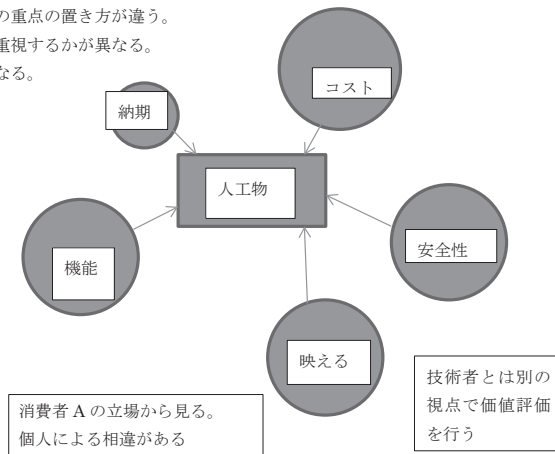 の重点の置き方が違う。
重視するかが異なる。
なる。
コスト
納期
人工物
安全性
機能
映える
技術者とは別の
視点で価値評価
を行う
消費者 A の立場から見る。
個人による相違がある